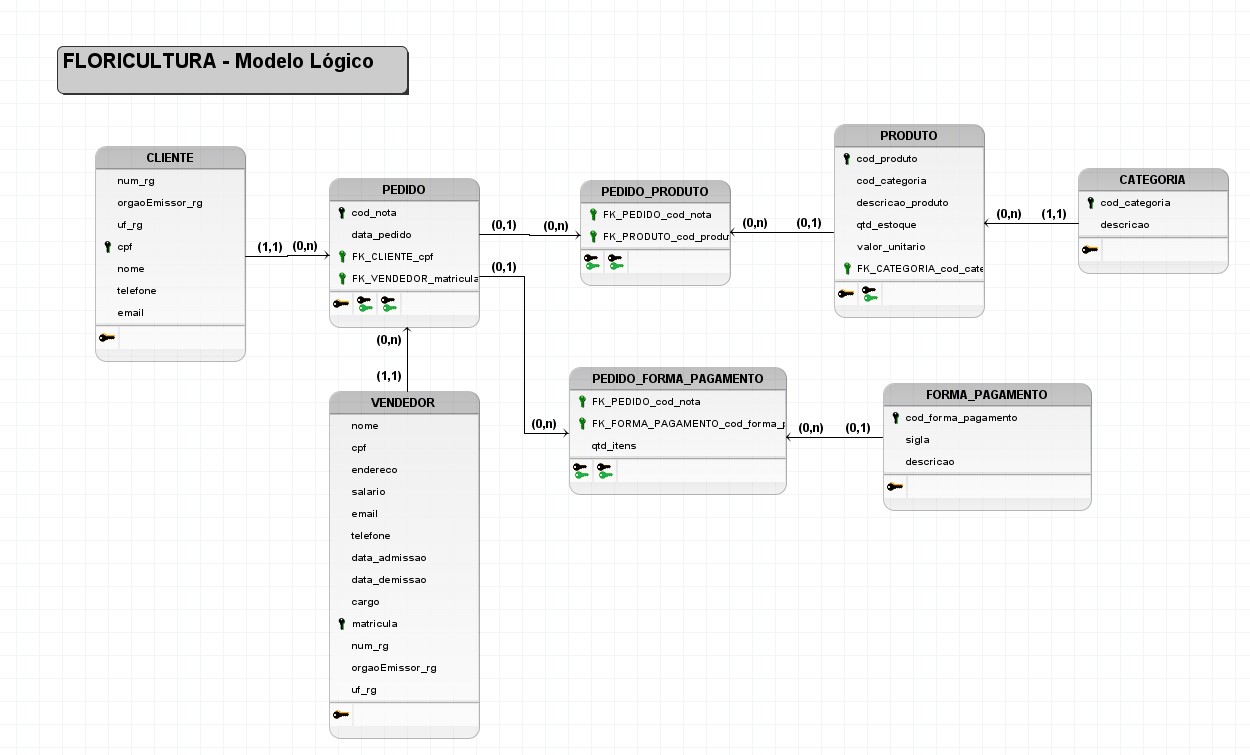 FLORICULTURA - Modelo Lógico
CLIENTE
num_rg
orgaoEmissor_rg
uf_rg
cpf
nome
telefone
email
(1,1) (0,n)
PEDIDO
cod_nota
data_pedido
FK_CLIENTE_cpf
FK_VENDEDOR_matricula
(0,1) (0,n)
(0,1)
(0,n)
(1,1)
PEDIDO_PRODUTO
FK_PEDIDO_cod_nota
FK_PRODUTO_cod_produ
(0,n) (0,1)
PRODUTO
cod_produto
cod_categoria
descricao_produto
qtd_estoque
valor_unitario
FK_CATEGORIA_cod_cate
(0,n) (1,1)
CATEGORIA
cod_categoria
descricao
VENDEDOR
nome
cpf
endereco
salario
email
telefone
data_admissao
data_demissao
cargo
matricula
num_rg
orgaoEmissor_rg
uf_rg
(0,n)
PEDIDO_FORMA_PAGAMENTO
FK_PEDIDO_cod_nota
FK_FORMA_PAGAMENTO_cod_forma_p
qtd_itens
(0,n) (0,1)
FORMA_PAGAMENTO
cod_forma_pagamento
sigla
descricao